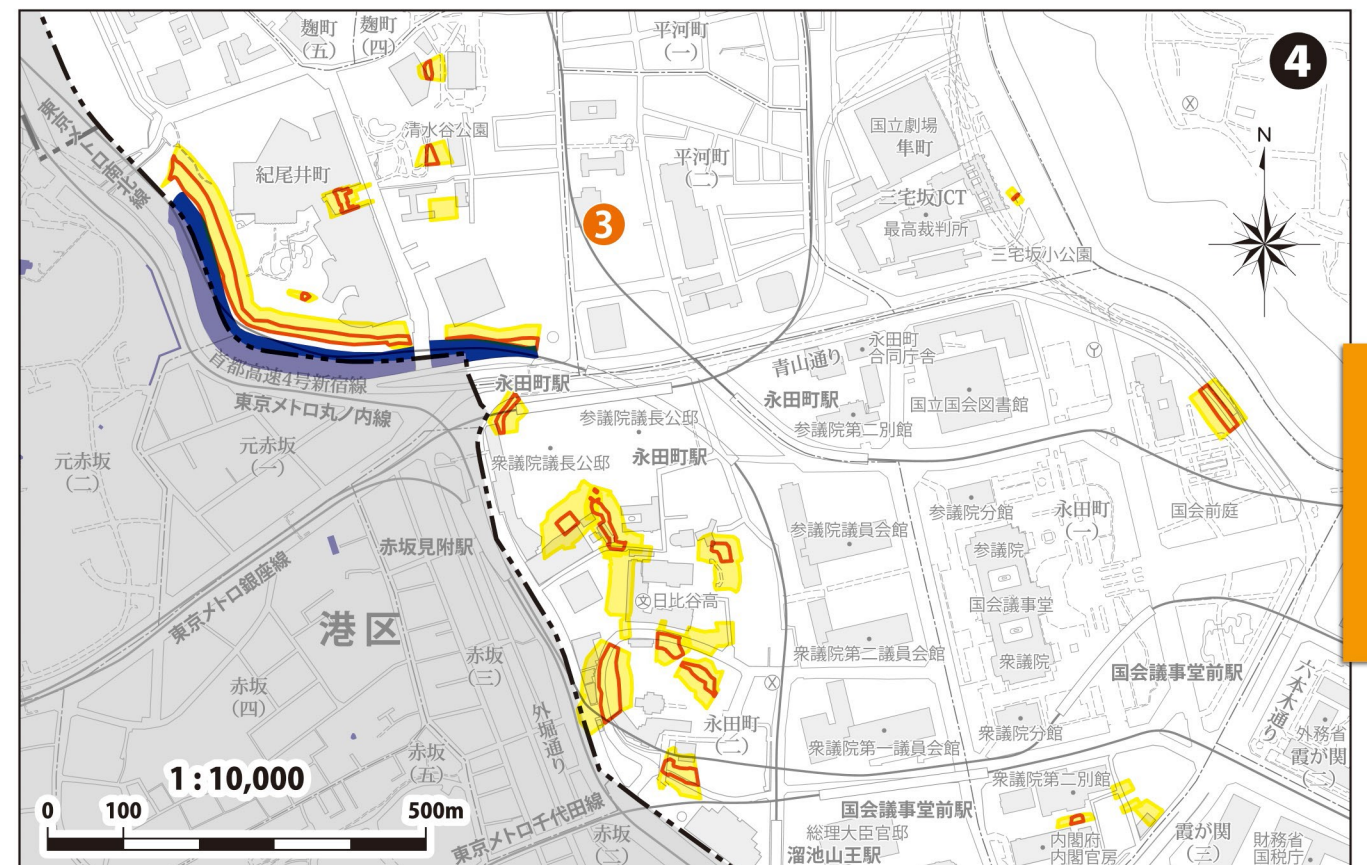 麹町
(五)
麹町
(四)
平河町
(一)
4
東京メトロ南北線
清水谷公園
国立劇場
隼町
N
紀尾井町
平河町
(二)
三宅坂JCT
最高裁判所
3
三宅坂小公園
首都高速4号新宿線
東京メトロ丸ノ内線
永田町駅
青山通り
永田町
合同庁舎
永田町駅
国立国会図書館
参議院議長公邸
参議院第二別館
元赤坂
(二)
元赤坂
(一)
衆議院議長公邸
永田町駅
参議院議員会館
参議院分館
永田町
(一)
国会前庭
赤坂見附駅
参議院
東京メトロ銀座線
港区
文日比谷高
国会議事堂
赤坂
(三)
衆議院第二議員会館
衆議院
国会議事堂前駅
六本木通り
赤坂
(四)
外堀通り
永田町
(二)
衆議院第一議員会館
衆議院分館
外務省
霞が関
(二)
赤坂
(五)
1:10,000
衆議院第二別館
0 100 500m
国会議事堂前駅
総理大臣官邸
溜池山王駅
東京メトロ千代田線
赤坂
(二)
内閣府
内閣官房
霞が関
(三)
財務省
国税庁